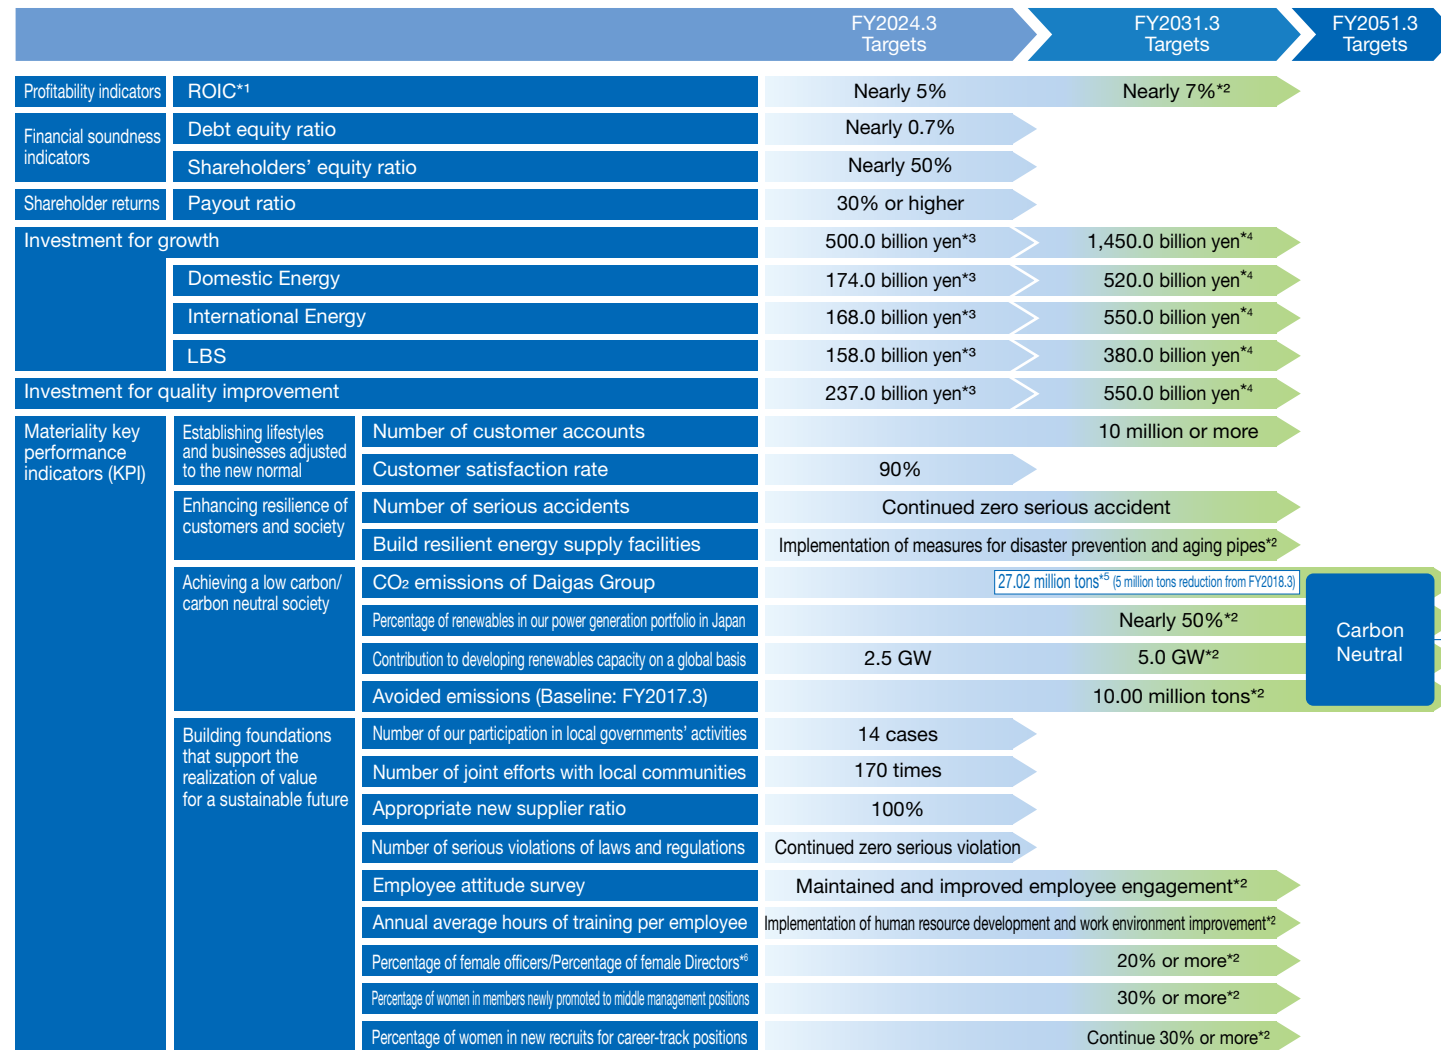 FY2024.3
Targets
FY2031.3
Targets
FY2051.3
Targets
Profitability indicators
ROIC*1
Nearly 5%
Nearly 7%*2
Financial soundness
indicators
Debt equity ratio
Nearly 0.7%
Shareholders' equity ratio
Nearly 50%
Shareholder returns
Payout ratio
30% or higher
Investment for growth
500.0 billion yen*3
1,450.0 billion yen*4
Domestic Energy
174.0 billion yen*3
520.0 billion yen*4
International Energy
168.0 billion yen*3
550.0 billion yen*4
LBS
158.0 billion yen*3
380.0 billion yen*4
Investment for quality improvement
237.0 billion yen*3
550.0 billion yen*4
Materiality key
performance
indicators (KPI)
Establishing lifestyles
and businesses adjusted
to the new normal
Number of customer accounts
10 million or more
Customer satisfaction rate
90%
Enhancing resilience of
customers and society
Number of serious accidents
Continued zero serious accident
Build resilient energy supply facilities
Implementation of measures for disaster prevention and aging pipes*2
Achieving a low carbon/
carbon neutral society
CO2 emissions of Daigas Group
27.02 million tons*5 (5 million tons reduction from FY2018.3)
Percentage of renewables in our power generation portfolio in Japan
Nearly 50%*2
Contribution to developing renewables capacity on a global basis
2.5 GW
5.0 GW*2
Avoided emissions (Baseline: FY2017.3)
10.00 million tons*2
Carbon
Neutral
Building foundations
that support the
realization of value
for a sustainable future
Number of our participation in local governments' activities
14 cases
Number of joint efforts with local communities
170 times
Appropriate new supplier ratio
100%
Number of serious violations of laws and regulations
Continued zero serious violation
Employee attitude survey
Maintained and improved employee engagement*2
Annual average hours of training per employee
Implementation of human resource development and work environment improvement*2
Percentage of female officers/Percentage of female Directors*6
20% or more*2
Percentage of women in members newly promoted to middle management positions
30% or more*2
Percentage of women in new recruits for career-track positions
Continue 30% or more*2